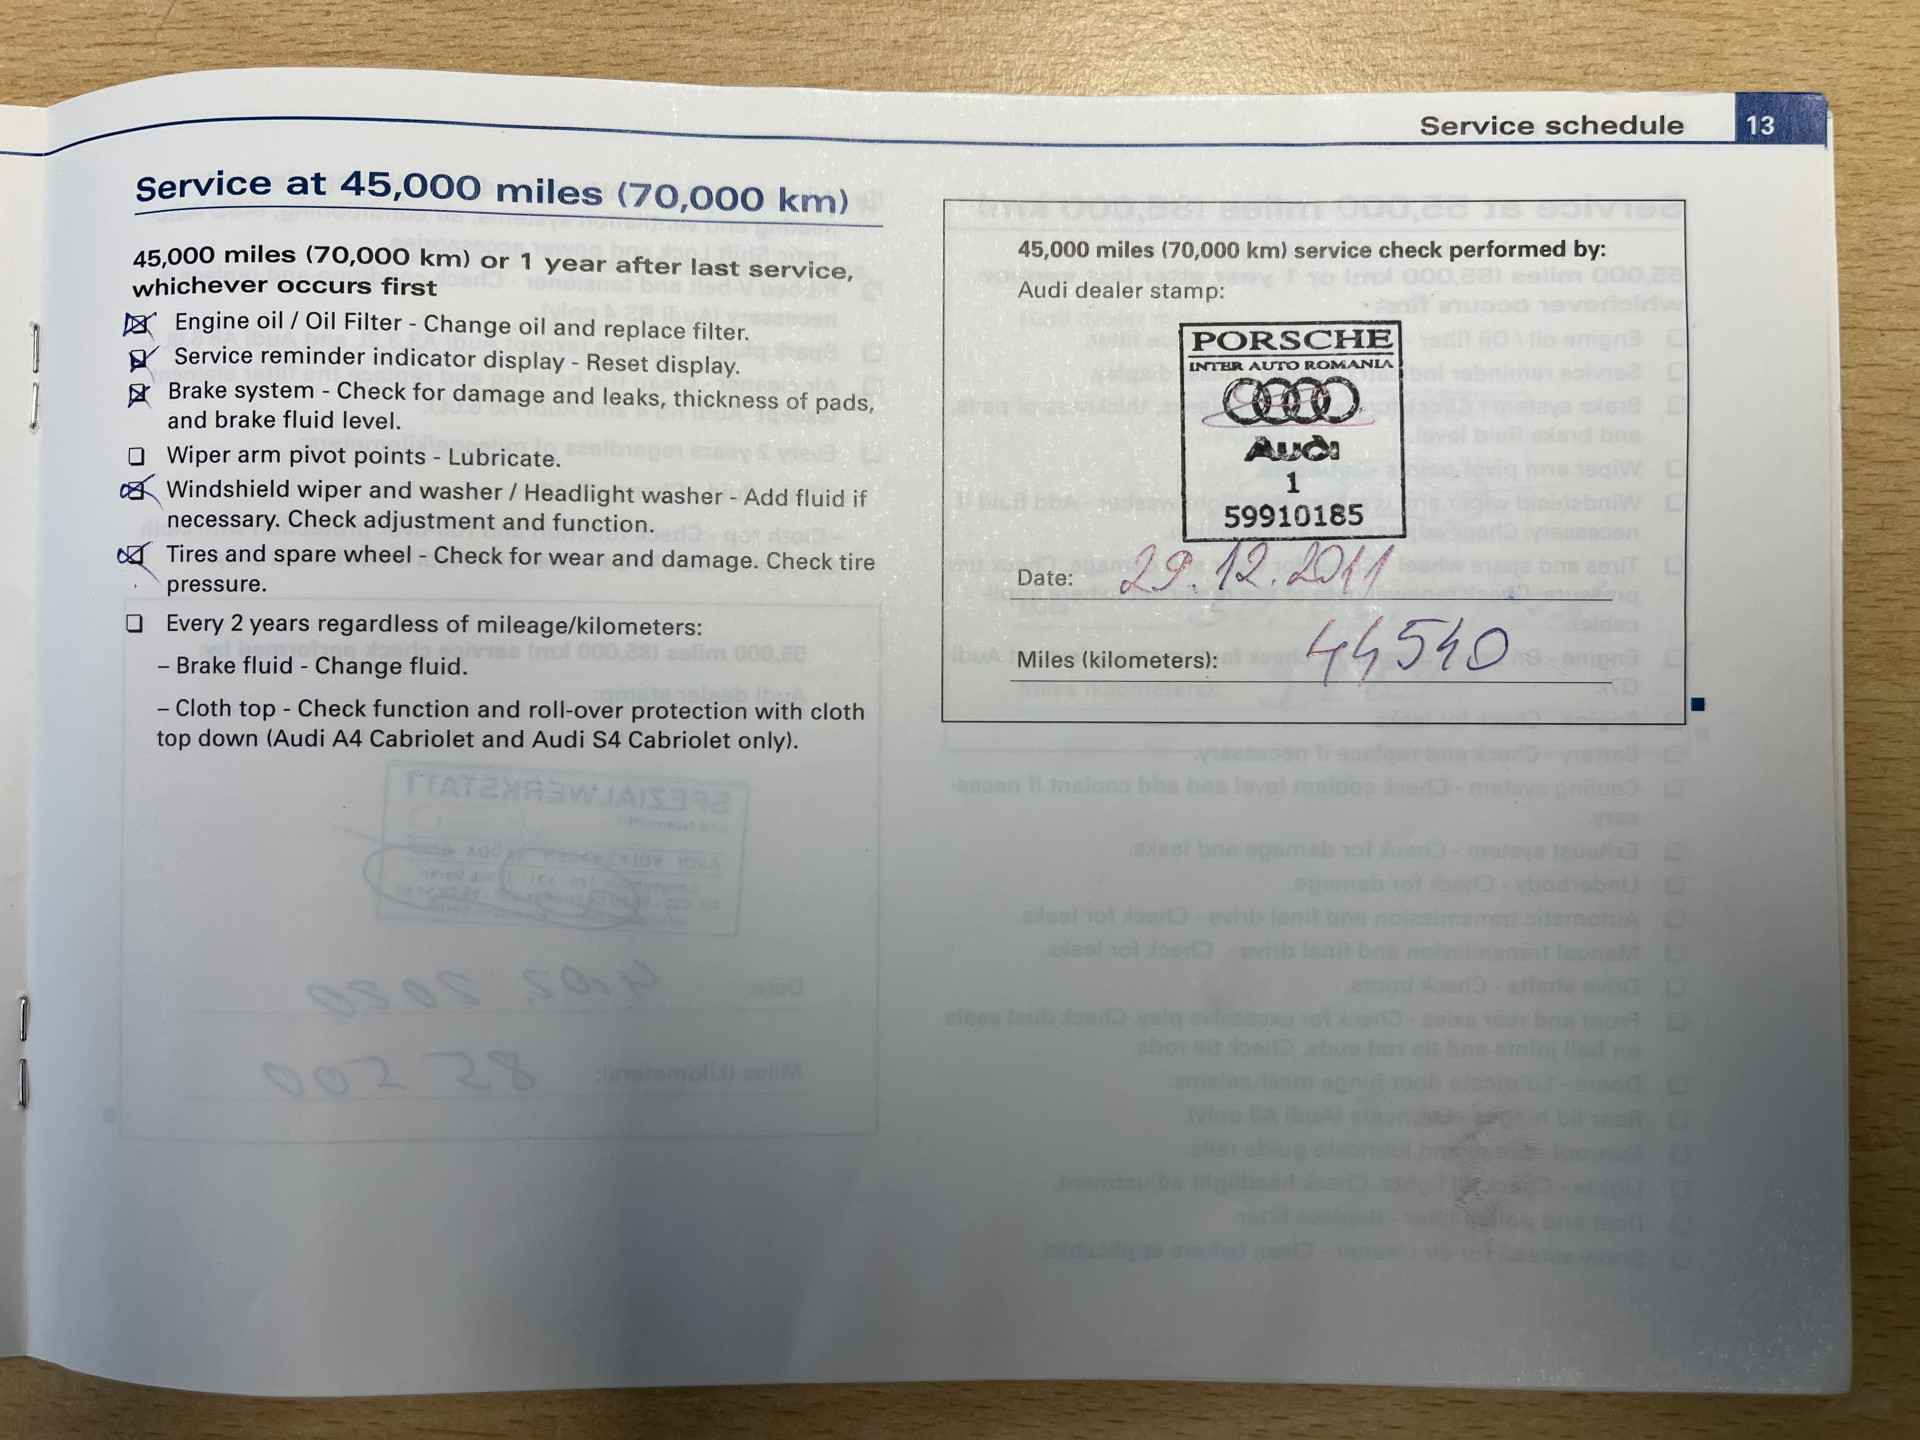 Service schedule 13
Service at 45,000 miles (70,000 km)
45,000 miles (70,000 km) or 1 year after last service,
whichever occurs first
Engine oil / Oil Filter - Change oil and replace filter.
Service reminder indicator display - Reset display.
Brake system - Check for damage and leaks, thickness of pads,
and brake fluid level.
Wiper arm pivot points - Lubricate.
Windshield wiper and washer / Headlight washer - Add fluid if
necessary. Check adjustment and function.
Tires and spare wheel - Check for wear and damage. Check tire
pressure.
Every 2 years regardless of mileage/kilometers:
– Brake fluid - Change fluid.
– Cloth top - Check function and roll-over protection with cloth
top down (Audi A4 Cabriolet and Audi S4 Cabriolet only).
45,000 miles (70,000 km) service check performed by:
Audi dealer stamp:
PORSCHE
INTER AUTO ROMANIA
Audi
1
59910185
Date: 29.12.2011
Miles (kilometers): 44540